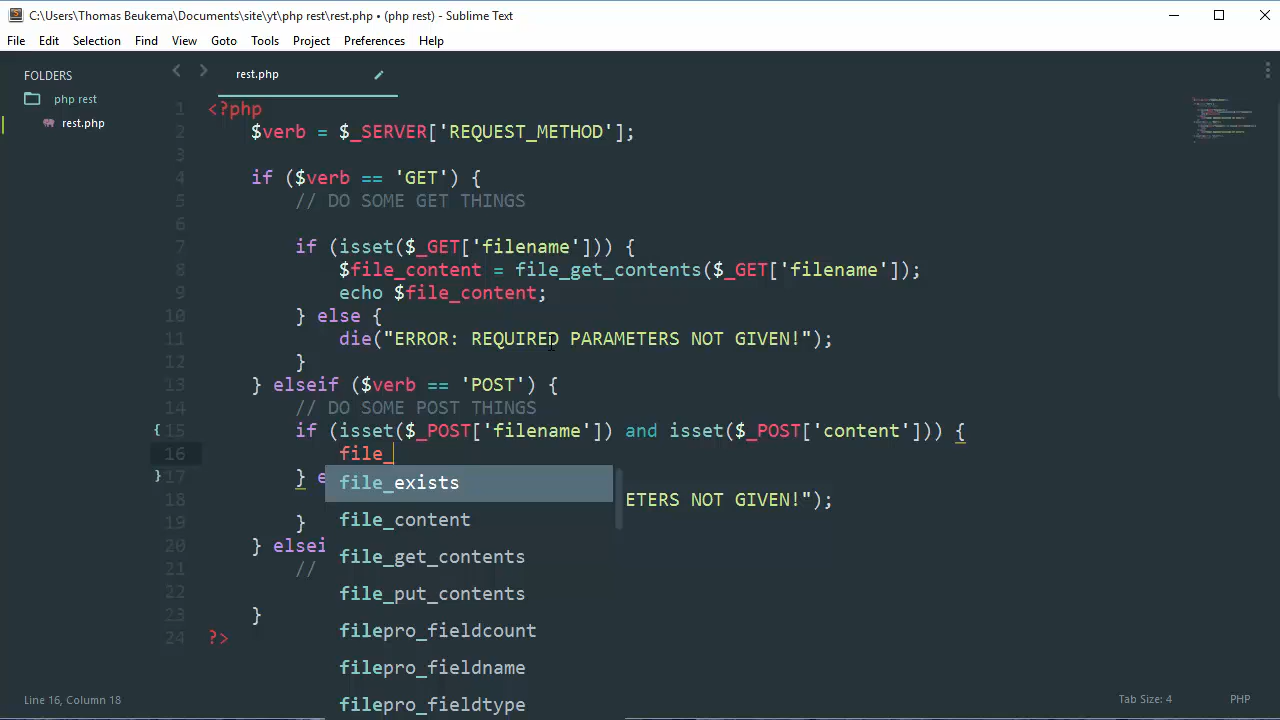 C:\Users\Thomas Beukema\Documents\site\yt\php rest\rest.php • (php rest) - Sublime Text
File Edit Selection Find View Goto Tools Project Preferences Help
FOLDERS
php rest
rest.php
rest.php
1 <?php
2 $verb = $_SERVER['REQUEST_METHOD'];
3
4 if ($verb == 'GET') {
5 // DO SOME GET THINGS
6
7 if (isset($_GET['filename'])) {
8 $file_content = file_get_contents($_GET['filename']);
9 echo $file_content;
10 } else {
11 die("ERROR: REQUIRED PARAMETERS NOT GIVEN!");
12 }
13 } elseif ($verb == 'POST') {
14 // DO SOME POST THINGS
{ 15 if (isset($_POST['filename']) and isset($_POST['content'])) {
16 file_
} 17 } e
18 ETERS NOT GIVEN!");
19 }
20 } elsei
21 //
22
23 }
24 ?>
file_exists
file_content
file_get_contents
file_put_contents
filepro_fieldcount
filepro_fieldname
filepro_fieldtype
Line 16, Column 18
Tab Size: 4 PHP